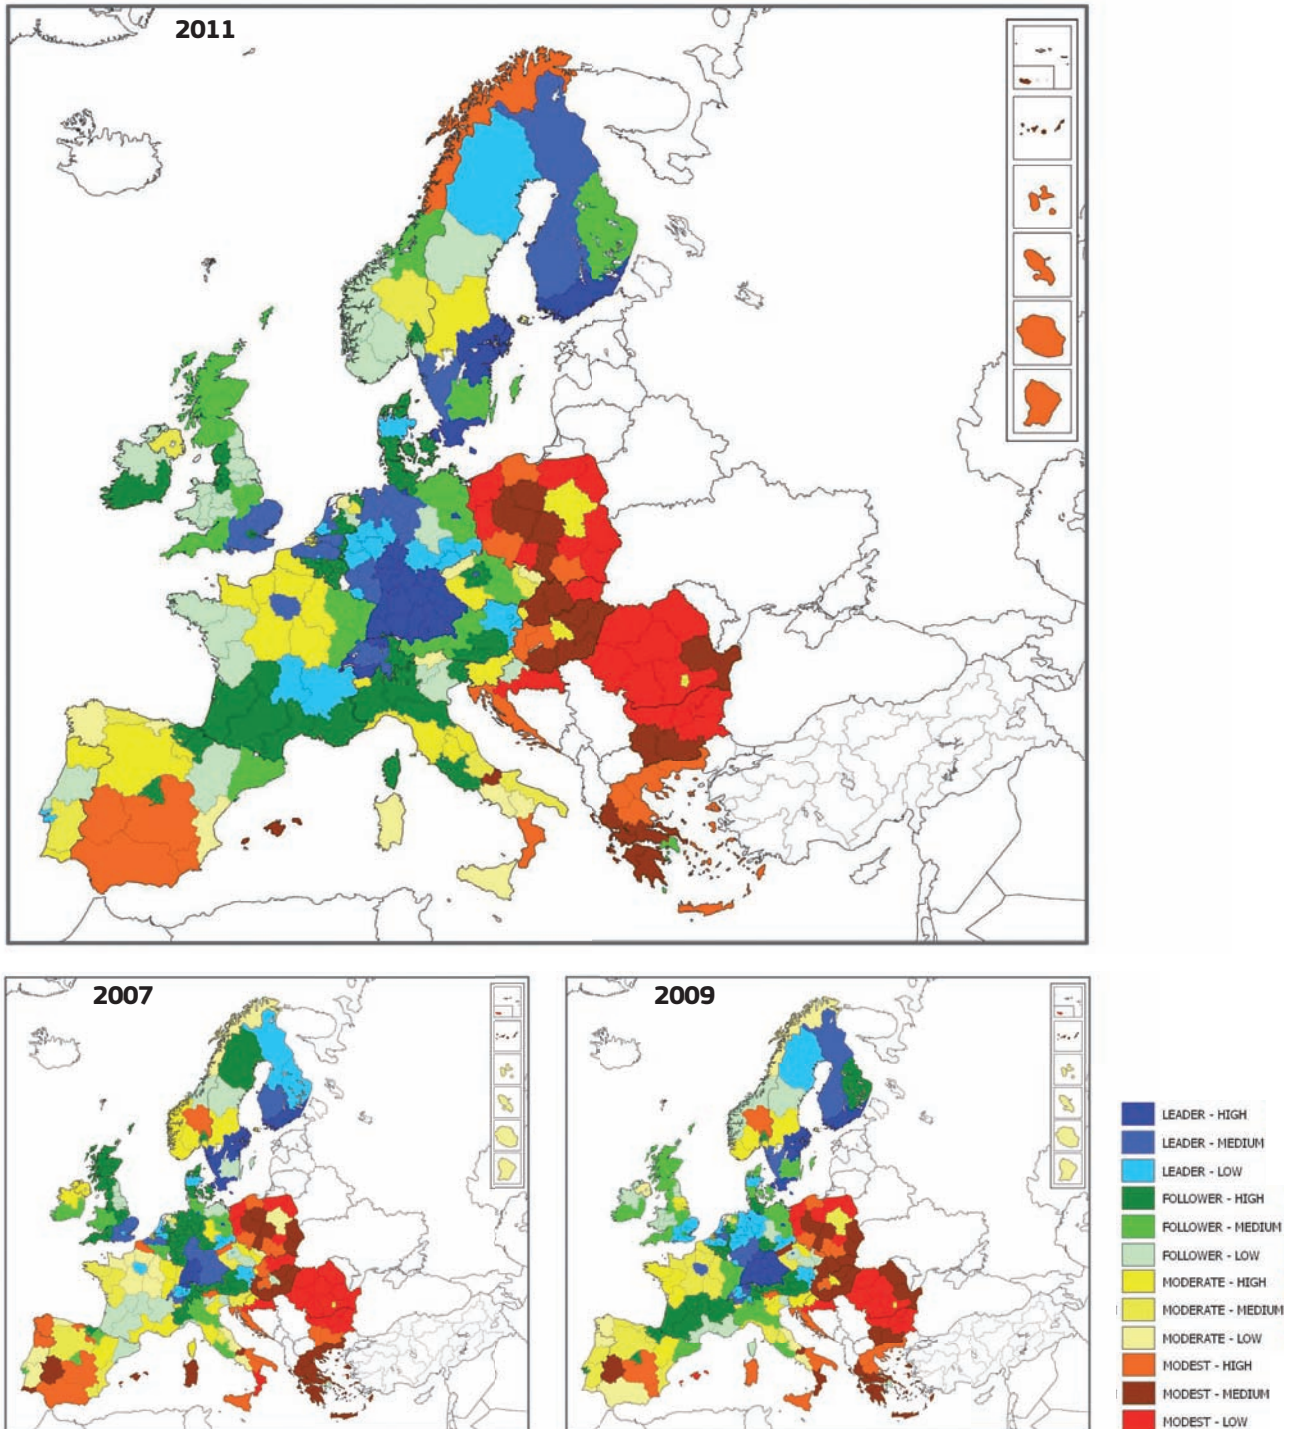 2011
2007
2009
LEADER - HIGH
LEADER - MEDIUM
LEADER - LOW
FOLLOWER - HIGH
FOLLOWER - MEDIUM
FOLLOWER - LOW
MODERATE - HIGH
MODERATE - MEDIUM
MODERATE - LOW
MODEST - HIGH
MODEST - MEDIUM
MODEST - LOW